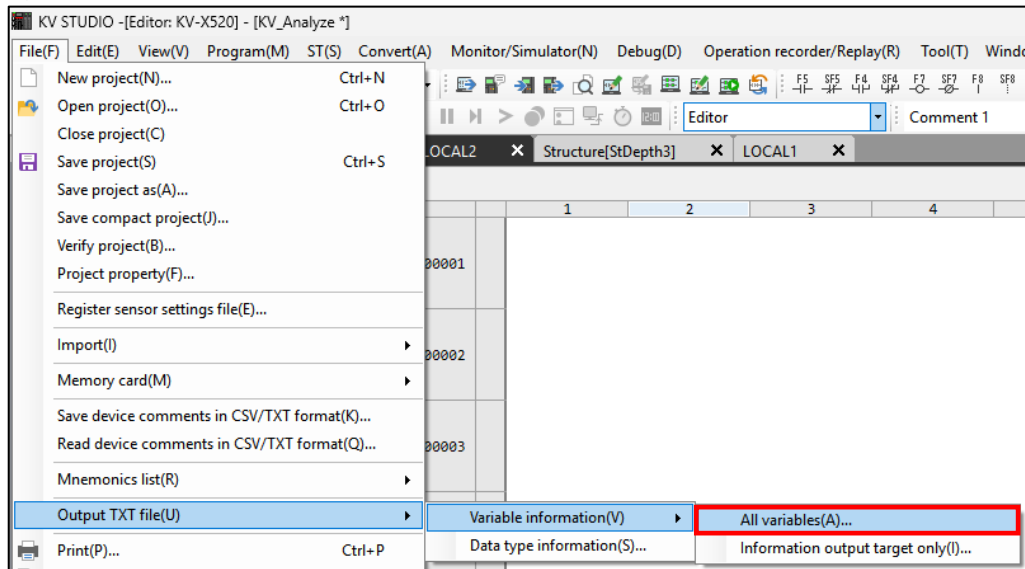 KV STUDIO -[Editor: KV-X520] - [KV_Analyze *]
File(F) Edit(E) View(V) Program(M) ST(S) Convert(A) Monitor/Simulator(N) Debug(D) Operation recorder/Replay(R) Tool(T)
F5 SF5 F4 SF4 F7 SF7 F8 SF8
Editor Comment 1
LOCAL2 Structure[StDepth3] LOCAL1
1 2 3 4
New project(N)... Ctrl+N
Open project(O)... Ctrl+O
Close project(C)
Save project(S) Ctrl+S
Save project as(A)...
Save compact project(J)...
Verify project(B)...
Project property(F)...
Register sensor settings file(E)...
Import(I)
Memory card(M)
Save device comments in CSV/TXT format(K)...
Read device comments in CSV/TXT format(Q)...
Mnemonics list(R)
Output TXT file(U)
Print(P)... Ctrl+P
00001
00002
00003
Variable information(V)
Data type information(S)...
All variables(A)...
Information output target only(I)...